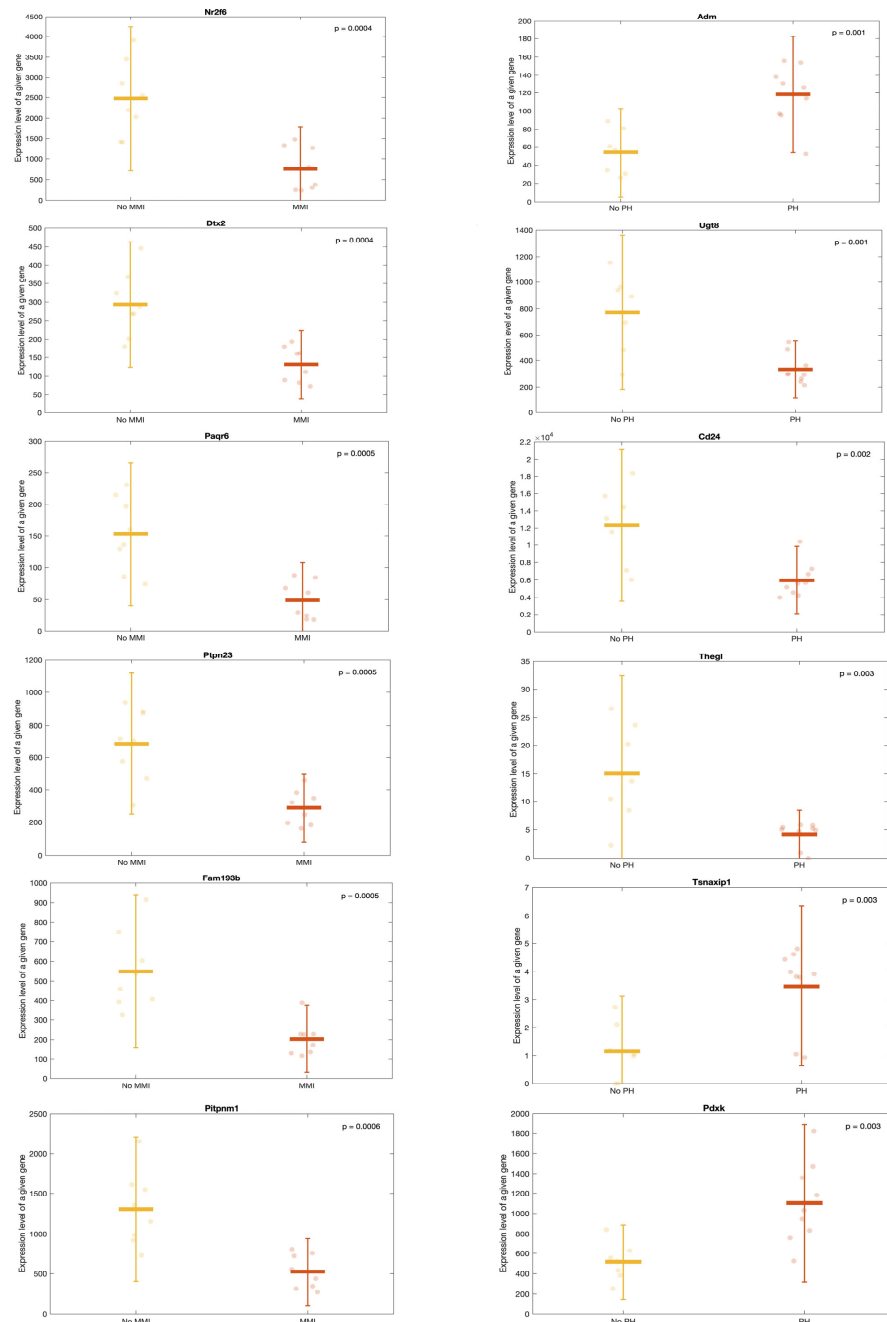 Nr2f6
p = 0.0004
Expression level of a given gene
4500
4000
3500
3000
2500
2000
1500
1000
500
0
No MMI
MMI
Adm
p = 0.001
Expression level of a given gene
200
180
160
140
120
100
80
60
40
20
0
No PH
PH
Dtx2
p = 0.0004
Expression level of a given gene
500
450
400
350
300
250
200
150
100
50
0
No MMI
MMI
Ugt8
p = 0.001
Expression level of a given gene
1400
1200
1000
800
600
400
200
0
No PH
PH
Paqr6
p = 0.0005
Expression level of a given gene
300
250
200
150
100
50
0
No MMI
MMI
Cd24
×10⁴
p = 0.002
Expression level of a given gene
2.2
2
1.8
1.6
1.4
1.2
1
0.8
0.6
0.4
0.2
0
No PH
PH
Ptpn23
p = 0.0005
Expression level of a given gene
1200
1000
800
600
400
200
0
No MMI
MMI
Thegl
p = 0.003
Expression level of a given gene
35
30
25
20
15
10
5
0
No PH
PH
Fam193b
p = 0.0005
Expression level of a given gene
1000
900
800
700
600
500
400
300
200
100
0
No MMI
MMI
Tsnaxip1
p = 0.003
Expression level of a given gene
7
6
5
4
3
2
1
0
No PH
PH
Pitpnm1
p = 0.0006
Expression level of a given gene
2500
2000
1500
1000
500
0
No MMI
MMI
Pdxk
p = 0.003
Expression level of a given gene
2000
1800
1600
1400
1200
1000
800
600
400
200
0
No PH
PH